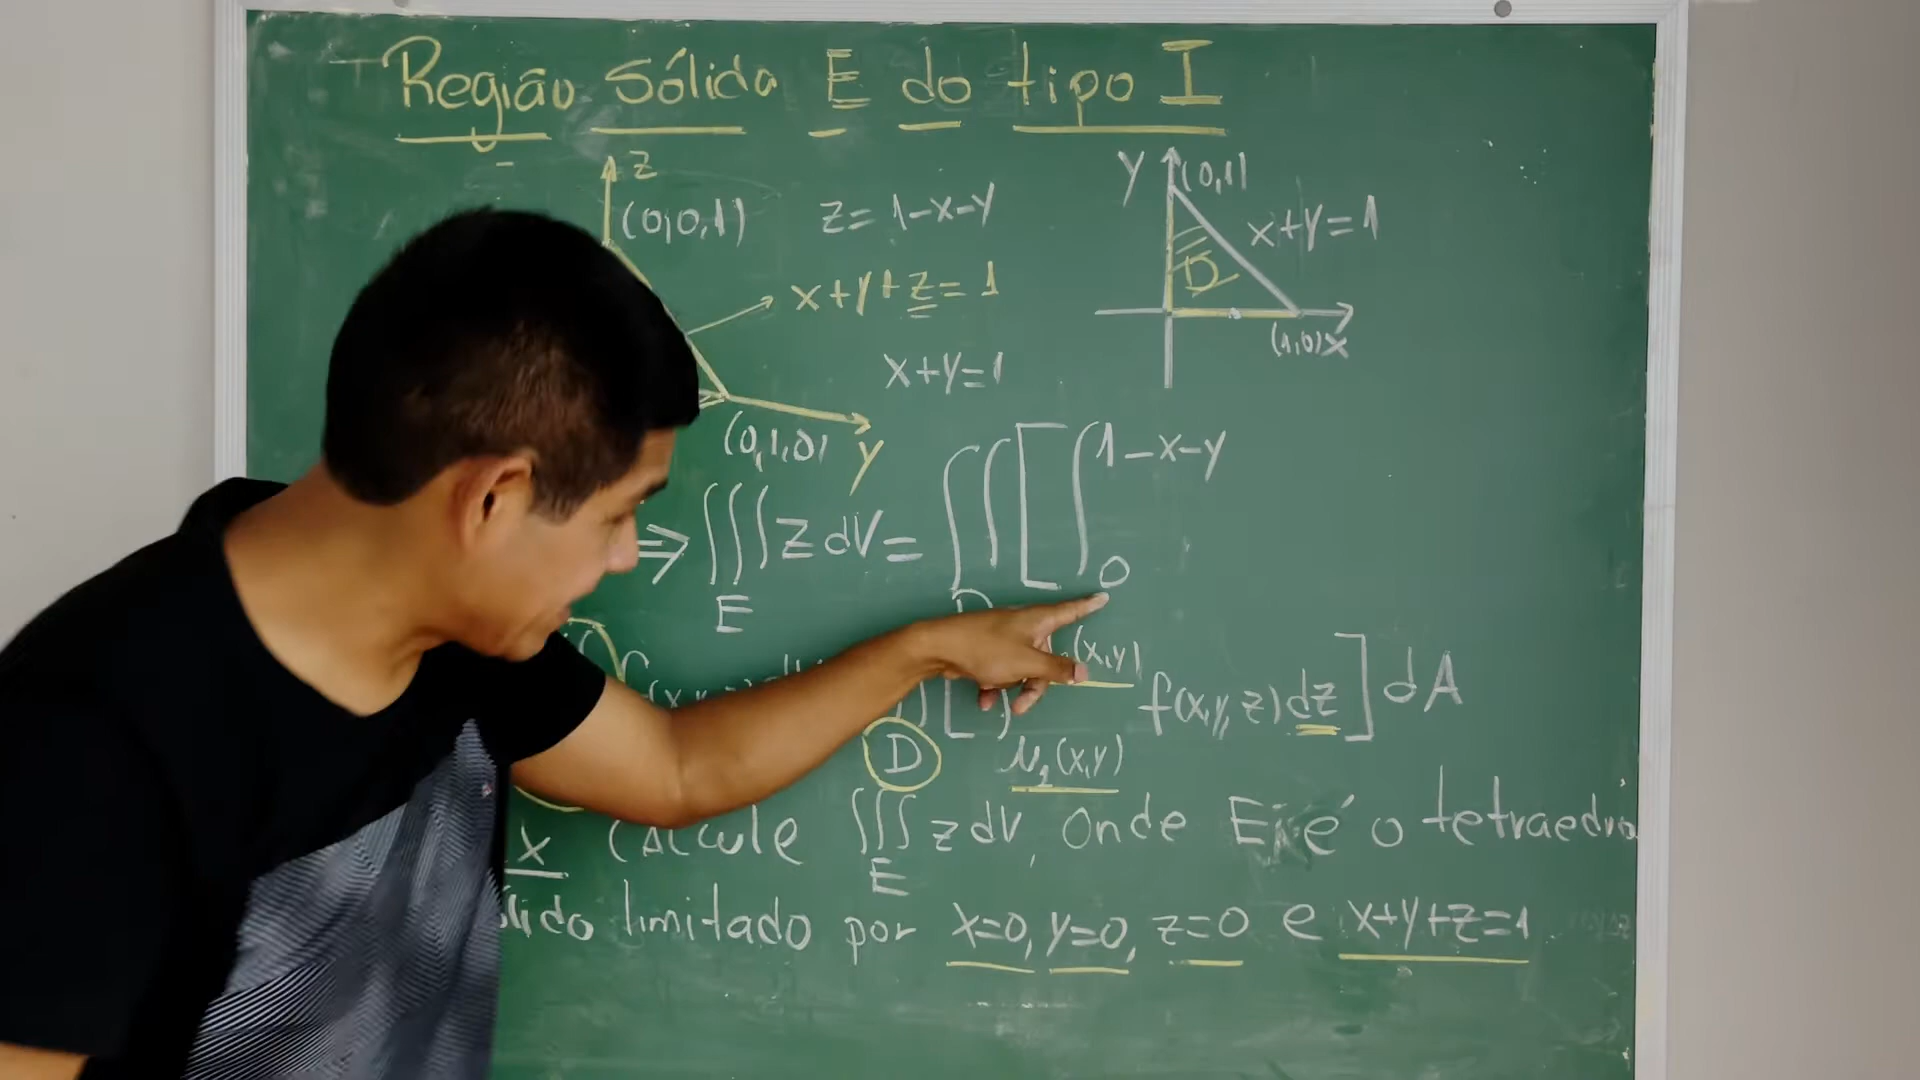 Região Sólida E do tipo I
z
(0,0,1)
z=1-x-y
x+y+z=1
x+y=1
(0,1,0)
y
y
(0,1)
x+y=1
D
(1,0)
x
⇒ ∭ z dV = ∬ [ ∫ 1-x-y
E
0
(x,y)
f(x,y,z) dz ] dA
D
u₁(x,y)
x Calcule ∭ z dV, Onde E é o tetraedro
E
limitado por x=0, y=0, z=0 e x+y+z=1